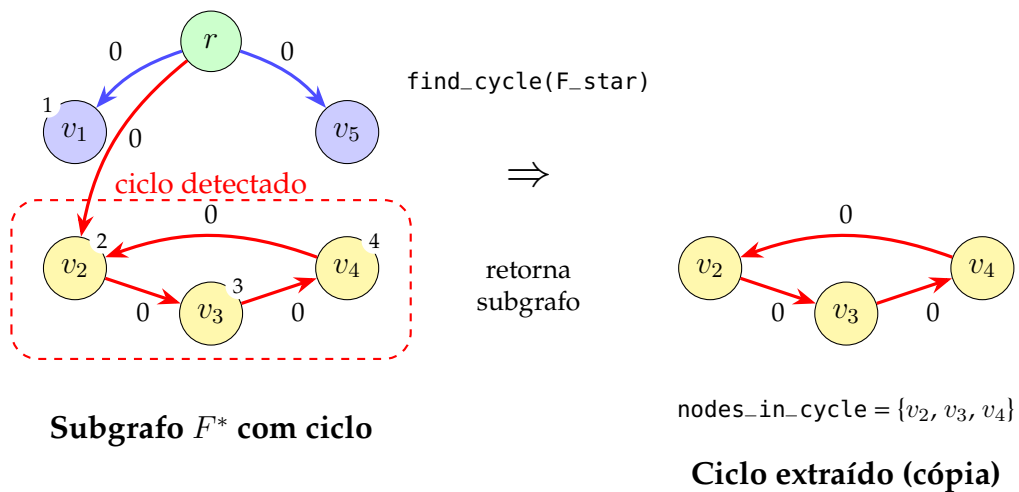 r
0
0
find_cycle(F_star)
1
v₁
0
v₅
ciclo detectado
⇒
0
0
v₂
2
v₄
4
v₂
v₄
retorna
subgrafo
0
v₃
3
0
0
v₃
0
Subgrafo F* com ciclo
nodes_in_cycle = {v₂, v₃, v₄}
Ciclo extraído (cópia)